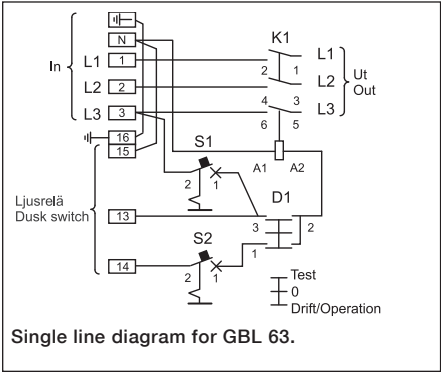 K1
N
In
L1 1
L1
2 1
L2 2
L2
Ut
Out
4 3
L3 3
L3
6 5
16
15
S1
A1 A2
2 1
D1
Ljusrelä
Dusk switch
13
3 2
1
S2
14
2 1
Test
0
Drift/Operation
Single line diagram for GBL 63.